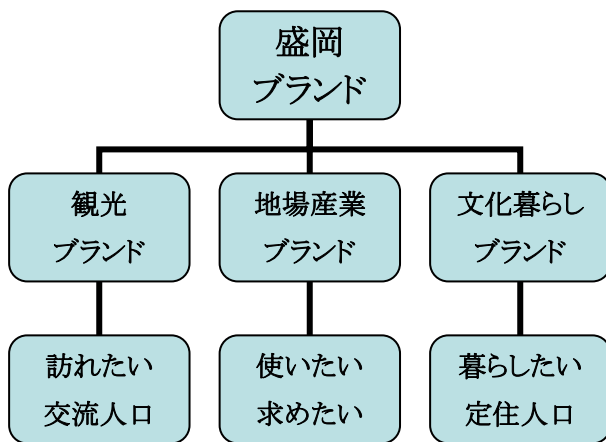 盛岡
ブランド
観光
ブランド
地場産業
ブランド
文化暮らし
ブランド
訪れたい
交流人口
使いたい
求めたい
暮らしたい
定住人口